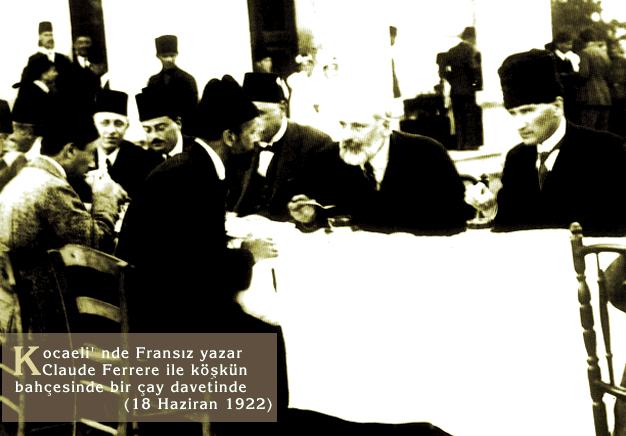 Kocaeli' nde Fransız yazar
Claude Ferrere ile köşkün
bahçesinde bir çay davetinde
(18 Haziran 1922)